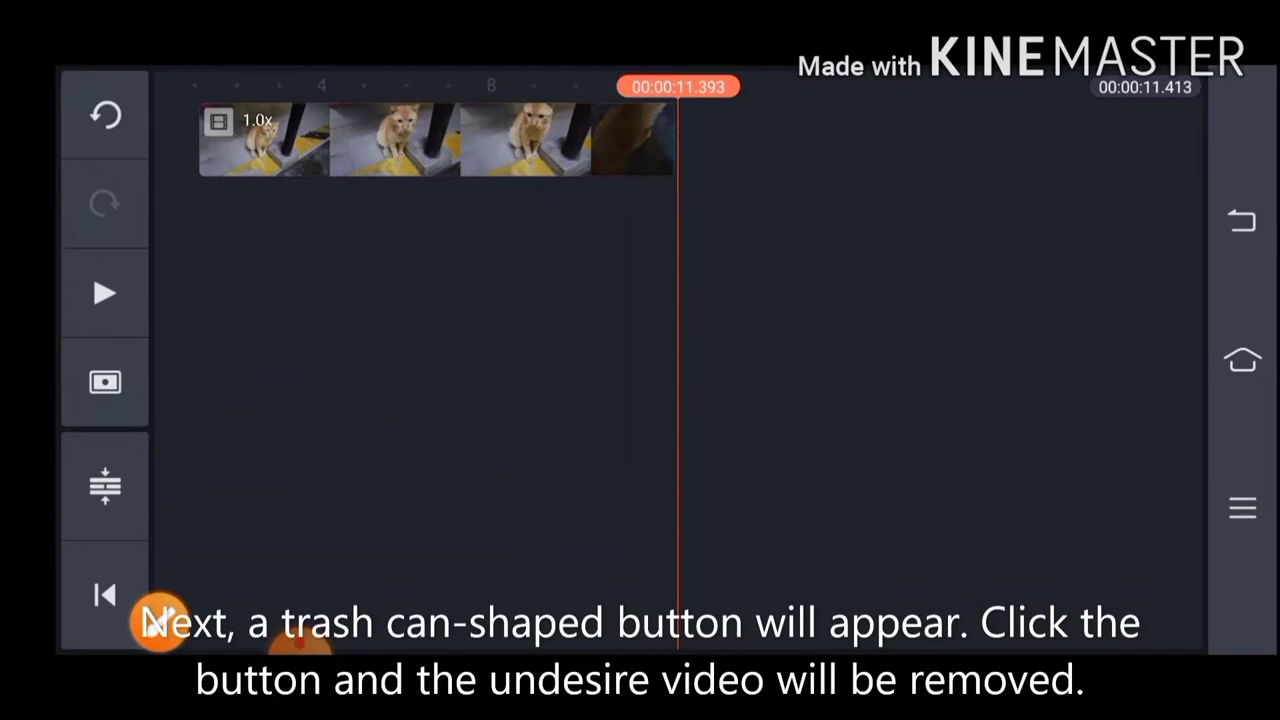 Made with KINEMASTER
4
8
00:00:11.393
00:00:11.413
1.0x
Next, a trash can-shaped button will appear. Click the
button and the undesire video will be removed.